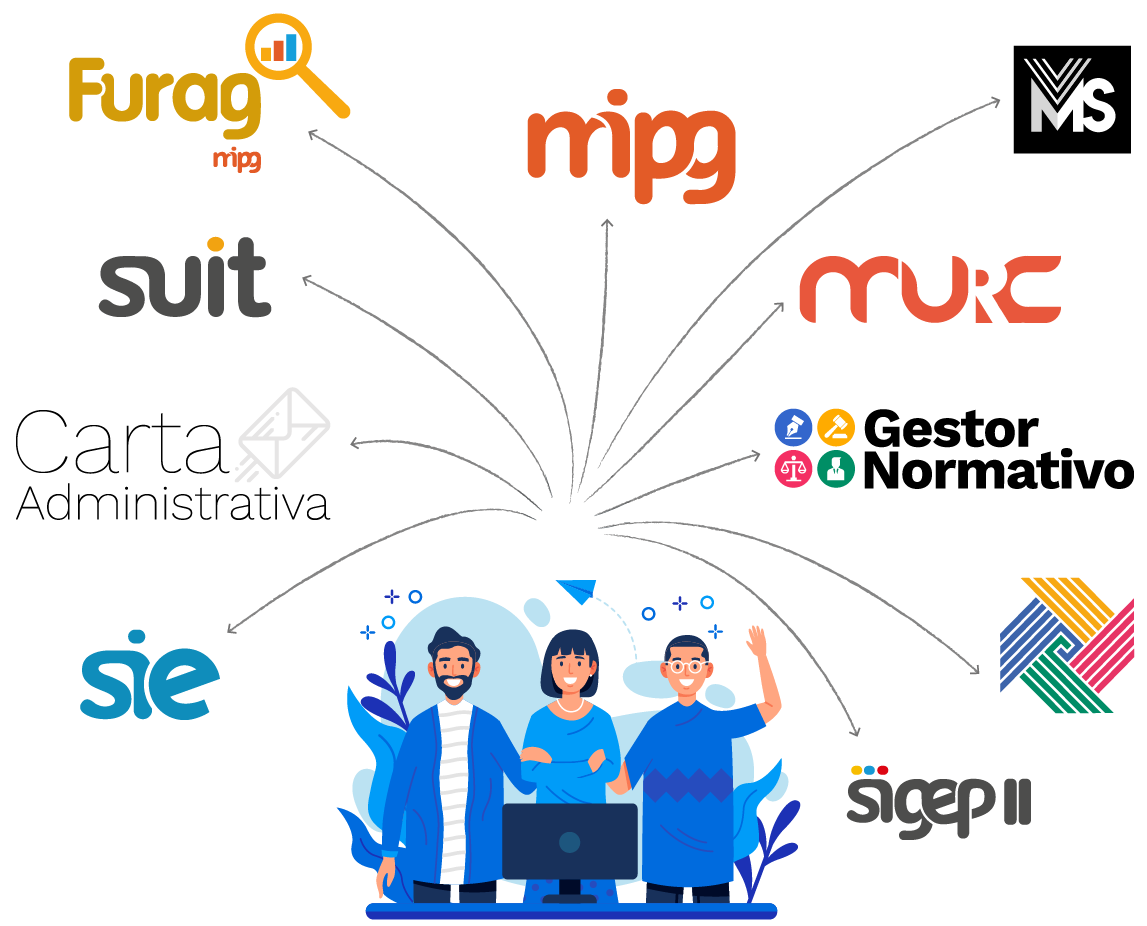 Furag
mipg
mipg
MS
suit
MURC
Carta
Administrativa
Gestor
Normativo
sie
sigep II